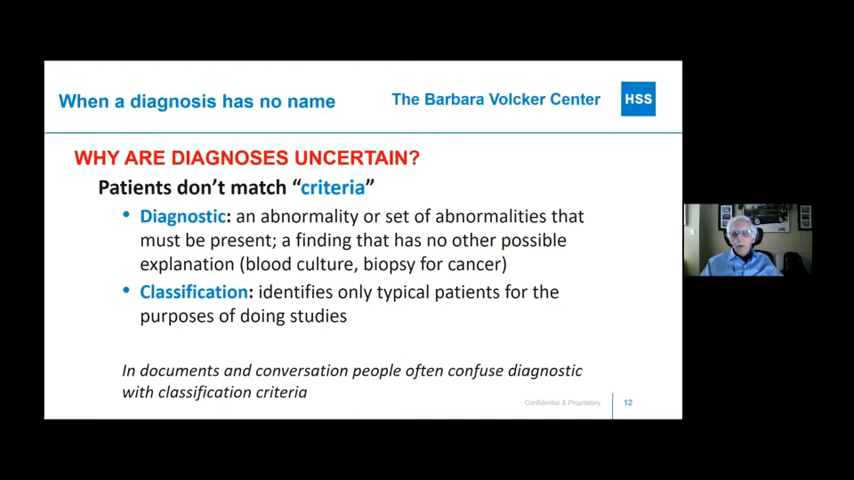 When a diagnosis has no name
The Barbara Volcker Center
HSS
WHY ARE DIAGNOSES UNCERTAIN?
Patients don’t match “criteria”
• Diagnostic: an abnormality or set of abnormalities that
must be present; a finding that has no other possible
explanation (blood culture, biopsy for cancer)
• Classification: identifies only typical patients for the
purposes of doing studies
In documents and conversation people often confuse diagnostic
with classification criteria
Confidential & Proprietary
12